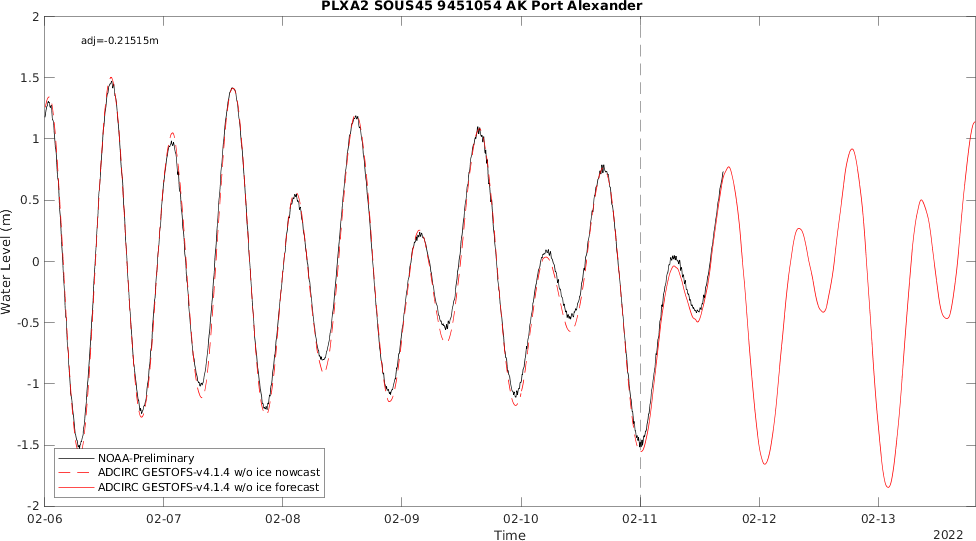 PLXA2 SOUS45 9451054 AK Port Alexander
adj=-0.21515m
2
1.5
1
0.5
0
-0.5
-1
-1.5
-2
Water Level (m)
NOAA-Preliminary
ADCIRC GESTOFS-v4.1.4 w/o ice nowcast
ADCIRC GESTOFS-v4.1.4 w/o ice forecast
02-06 02-07 02-08 02-09 02-10 02-11 02-12 02-13
Time
2022